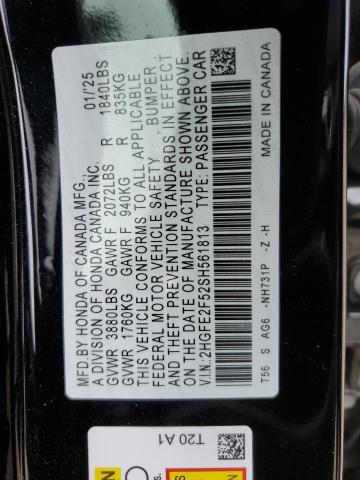 MFD.BY HONDA OF CANADA MFG., 01/'25
A DIVISION OF HONDA CANADA INC.
GVWR 3880LBS GAWR F 2072LBS R 1840LBS
GVWR 1760KG GAWR F 940KG R 835KG
THIS VEHICLE CONFORMS TO ALL APPLICABLE
FEDERAL MOTOR VEHICLE SAFETY, BUMPER,
AND THEFT PREVENTION STANDARDS IN EFFECT
ON THE DATE OF MANUFACTURE SHOWN ABOVE.
V.I.N.:2HGFE2F52SH561813 TYPE: PASSENGER CAR
T56 S AG6 -NH731P -Z -H MADE IN CANADA
T20 A1